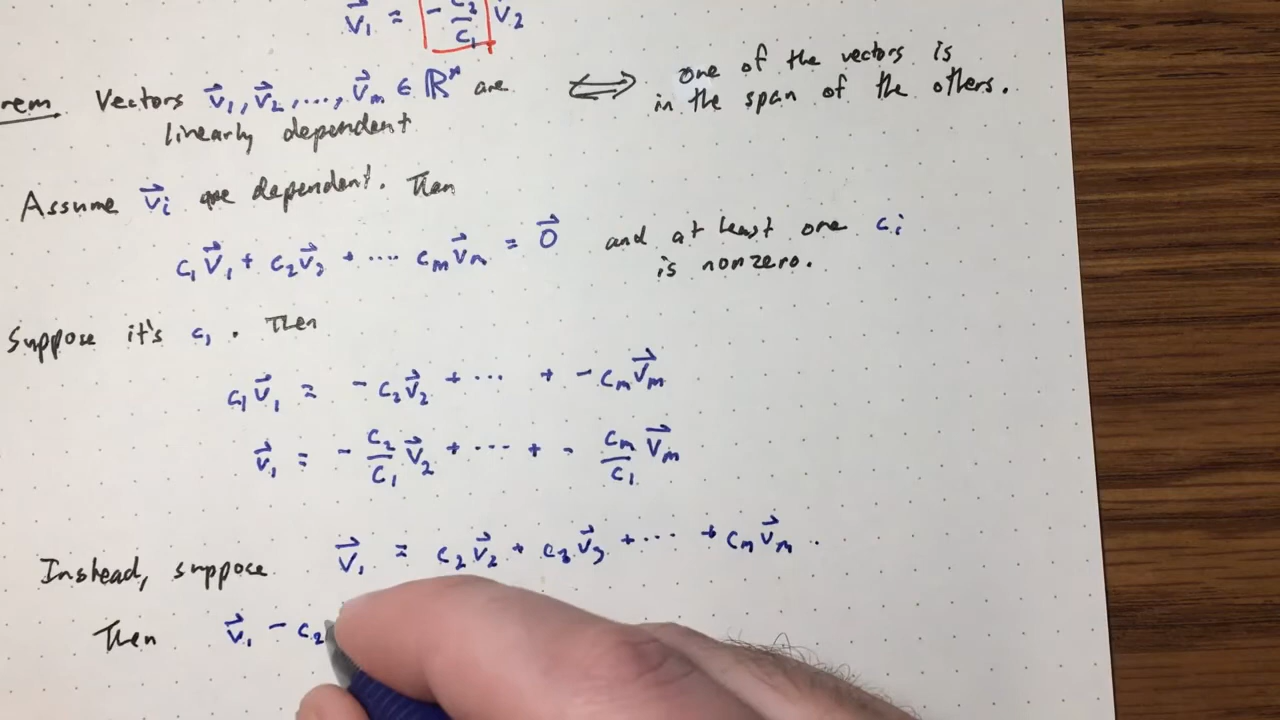 v⃗₁ = - c₂/c₁ v⃗₂
rem. Vectors v⃗₁, v⃗₂, ..., v⃗ₘ ∈ ℝⁿ are ⟺ one of the vectors is
linearly dependent in the span of the others.
Assume v⃗ᵢ are dependent. Then
c₁v⃗₁ + c₂v⃗₂ + .... cₘv⃗ₘ = 0⃗ and at least one cᵢ
is nonzero.
Suppose it's c₁. Then
c₁v⃗₁ = - c₂v⃗₂ + ... + - cₘv⃗ₘ
v⃗₁ = - c₂/c₁ v⃗₂ + ... + - cₘ/c₁ v⃗ₘ
Instead, suppose v⃗₁ = c₂v⃗₂ + c₃v⃗₃ + ... + cₘv⃗ₘ.
Then v⃗₁ - c₂